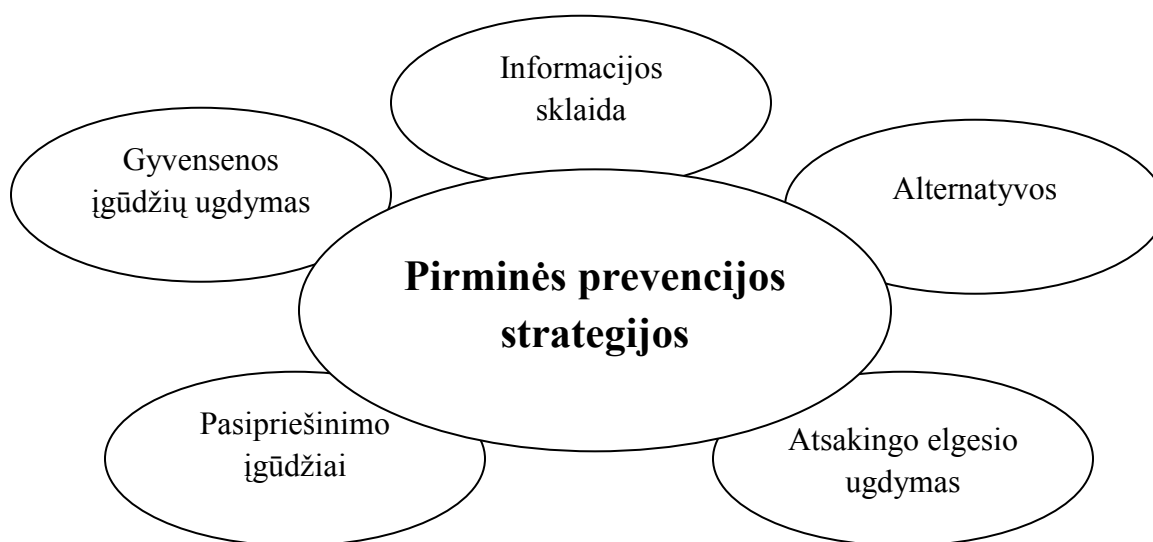 Informacijos
sklaida
Gyvensenos
įgūdžių ugdymas
Alternatyvos
Pirminės prevencijos
strategijos
Pasipriešinimo
įgūdžiai
Atsakingo elgesio
ugdymas